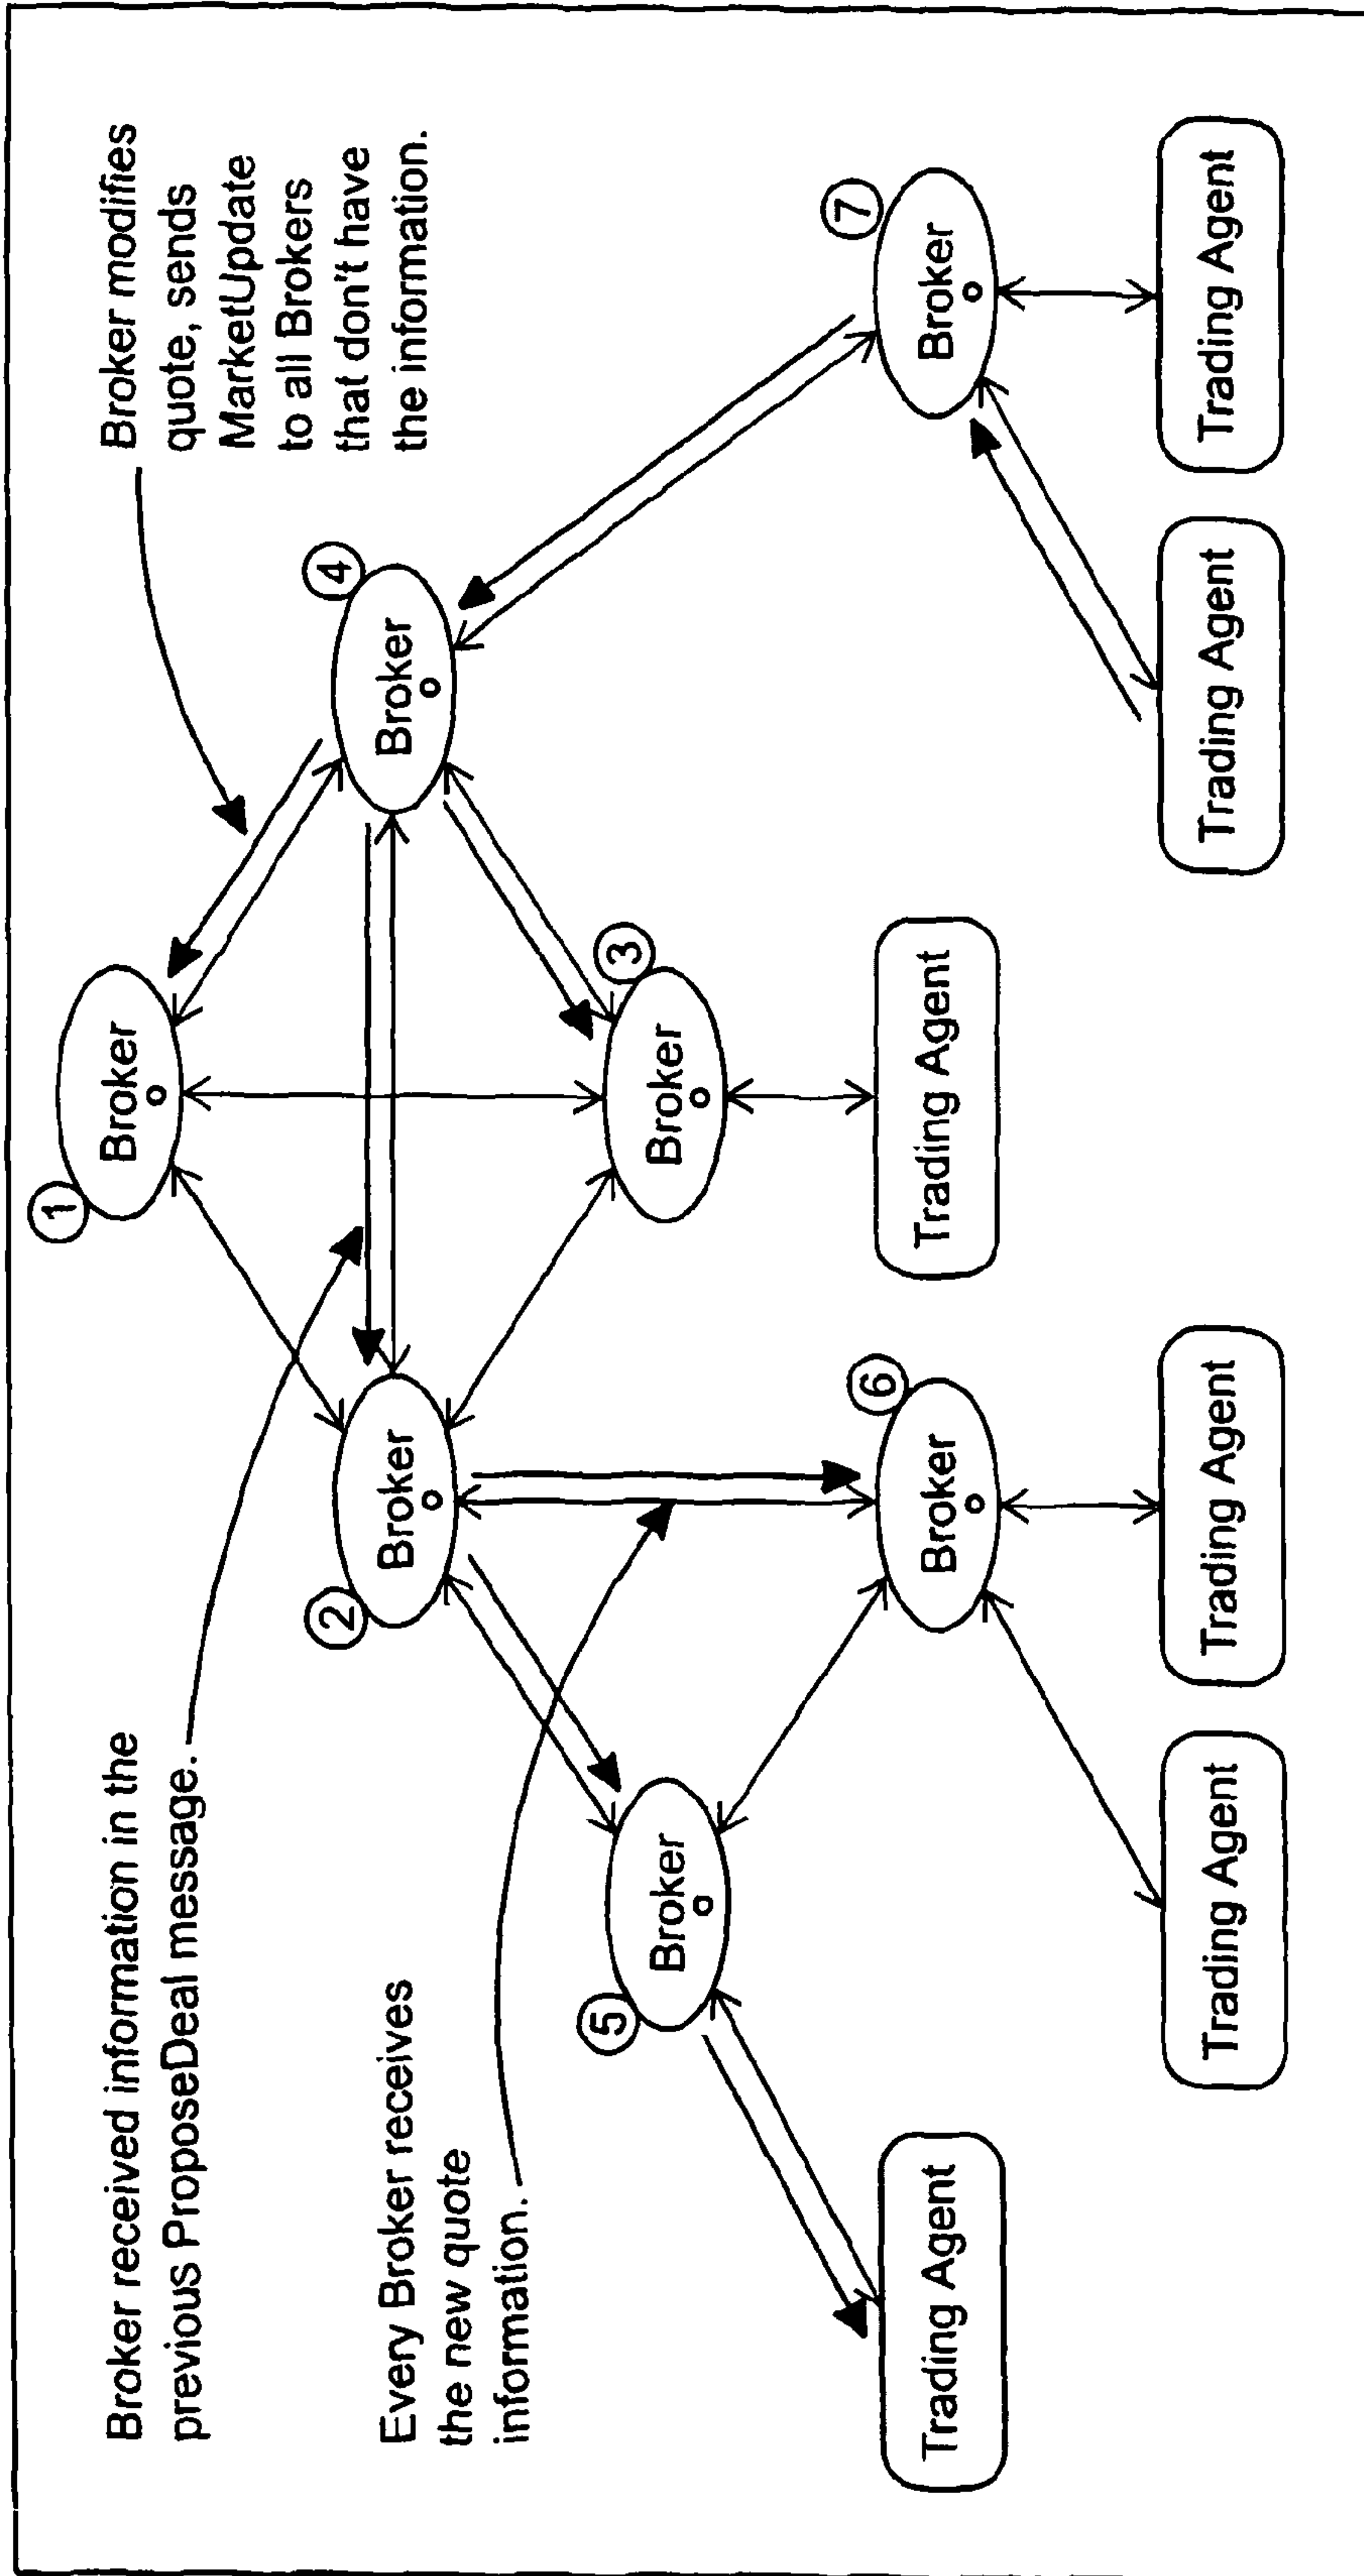 Broker received information in the
previous ProposeDeal message.
Broker modifies
quote, sends
MarketUpdate
to all Brokers
that don't have
the information.
Every Broker receives
the new quote
information.
1
Broker
2
Broker
4
Broker
5
Broker
3
Broker
6
Broker
7
Broker
Trading Agent
Trading Agent
Trading Agent
Trading Agent
Trading Agent
Trading Agent